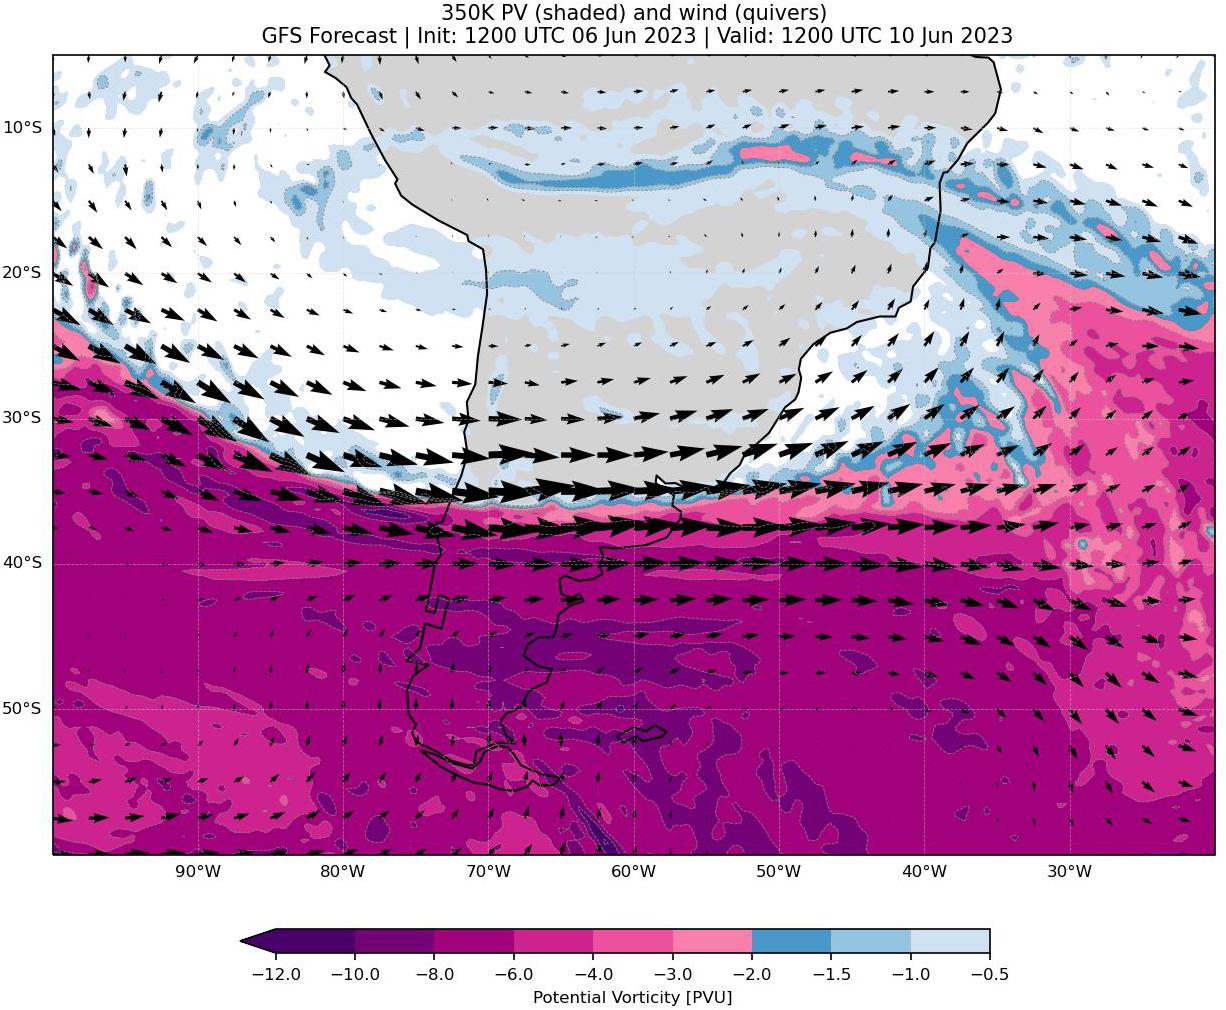 350K PV (shaded) and wind (quivers)
GFS Forecast | Init: 1200 UTC 06 Jun 2023 | Valid: 1200 UTC 10 Jun 2023
10°S
20°S
30°S
40°S
50°S
90°W 80°W 70°W 60°W 50°W 40°W 30°W
−12.0 −10.0 −8.0 −6.0 −4.0 −3.0 −2.0 −1.5 −1.0 −0.5
Potential Vorticity [PVU]